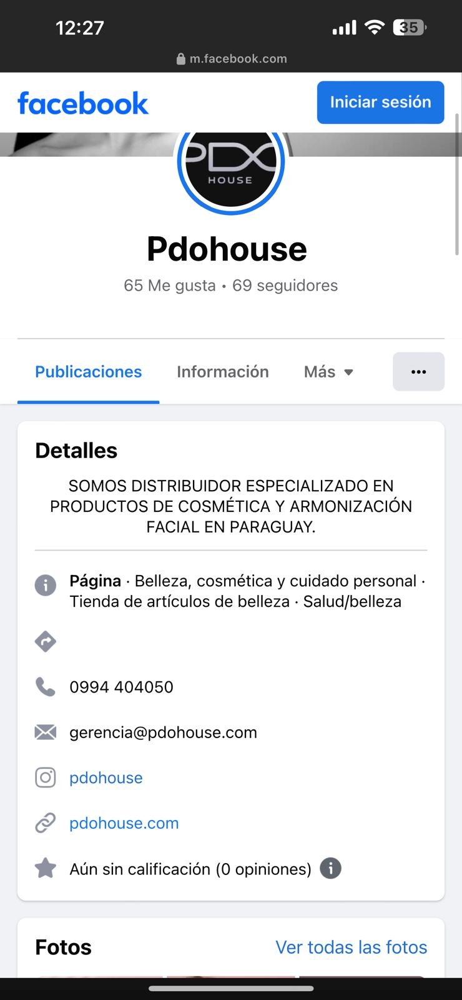 12:27
35
m.facebook.com
facebook
Iniciar sesión
PDO
HOUSE
Pdohouse
65 Me gusta • 69 seguidores
Publicaciones
Información
Más
Detalles
SOMOS DISTRIBUIDOR ESPECIALIZADO EN
PRODUCTOS DE COSMÉTICA Y ARMONIZACIÓN
FACIAL EN PARAGUAY.
Página · Belleza, cosmética y cuidado personal ·
Tienda de artículos de belleza · Salud/belleza
0994 404050
gerencia@pdohouse.com
pdohouse
pdohouse.com
Aún sin calificación (0 opiniones)
Fotos
Ver todas las fotos